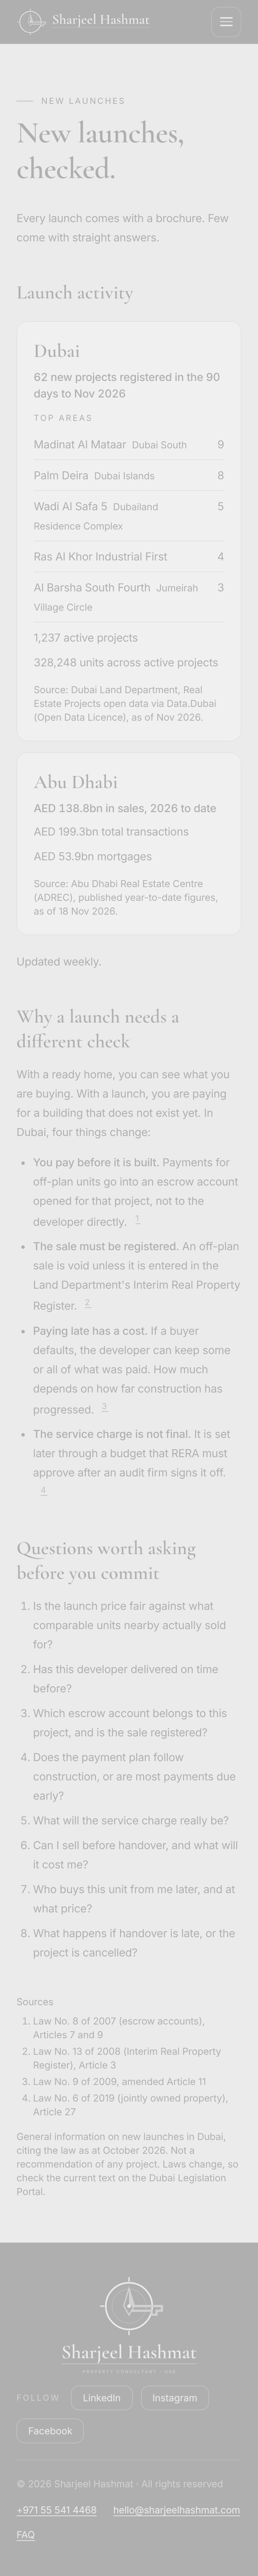 Sharjeel Hashmat
NEW LAUNCHES
New launches,
checked.
Every launch comes with a brochure. Few
come with straight answers.
Launch activity
Dubai
62 new projects registered in the 90
days to Nov 2026
TOP AREAS
Madinat Al Mataar Dubai South 9
Palm Deira Dubai Islands 8
Wadi Al Safa 5 Dubailand 5
Residence Complex
Ras Al Khor Industrial First 4
Al Barsha South Fourth Jumeirah 3
Village Circle
1,237 active projects
328,248 units across active projects
Source: Dubai Land Department, Real
Estate Projects open data via Data.Dubai
(Open Data Licence), as of Nov 2026.
Abu Dhabi
AED 138.8bn in sales, 2026 to date
AED 199.3bn total transactions
AED 53.9bn mortgages
Source: Abu Dhabi Real Estate Centre
(ADREC), published year-to-date figures,
as of 18 Nov 2026.
Updated weekly.
Why a launch needs a
different check
With a ready home, you can see what you
are buying. With a launch, you are paying
for a building that does not exist yet. In
Dubai, four things change:
• You pay before it is built. Payments for
off-plan units go into an escrow account
opened for that project, not to the
developer directly. 1
• The sale must be registered. An off-plan
sale is void unless it is entered in the
Land Department's Interim Real Property
Register. 2
• Paying late has a cost. If a buyer
defaults, the developer can keep some
or all of what was paid. How much
depends on how far construction has
progressed. 3
• The service charge is not final. It is set
later through a budget that RERA must
approve after an audit firm signs it off.
4
Questions worth asking
before you commit
1. Is the launch price fair against what
comparable units nearby actually sold
for?
2. Has this developer delivered on time
before?
3. Which escrow account belongs to this
project, and is the sale registered?
4. Does the payment plan follow
construction, or are most payments due
early?
5. What will the service charge really be?
6. Can I sell before handover, and what will
it cost me?
7. Who buys this unit from me later, and at
what price?
8. What happens if handover is late, or the
project is cancelled?
Sources
1. Law No. 8 of 2007 (escrow accounts),
Articles 7 and 9
2. Law No. 13 of 2008 (Interim Real Property
Register), Article 3
3. Law No. 9 of 2009, amended Article 11
4. Law No. 6 of 2019 (jointly owned property),
Article 27
General information on new launches in Dubai,
citing the law as at October 2026. Not a
recommendation of any project. Laws change, so
check the current text on the Dubai Legislation
Portal.
Sharjeel Hashmat
PROPERTY CONSULTANT · UAE
FOLLOW LinkedIn Instagram
Facebook
© 2026 Sharjeel Hashmat · All rights reserved
+971 55 541 4468 hello@sharjeelhashmat.com
FAQ